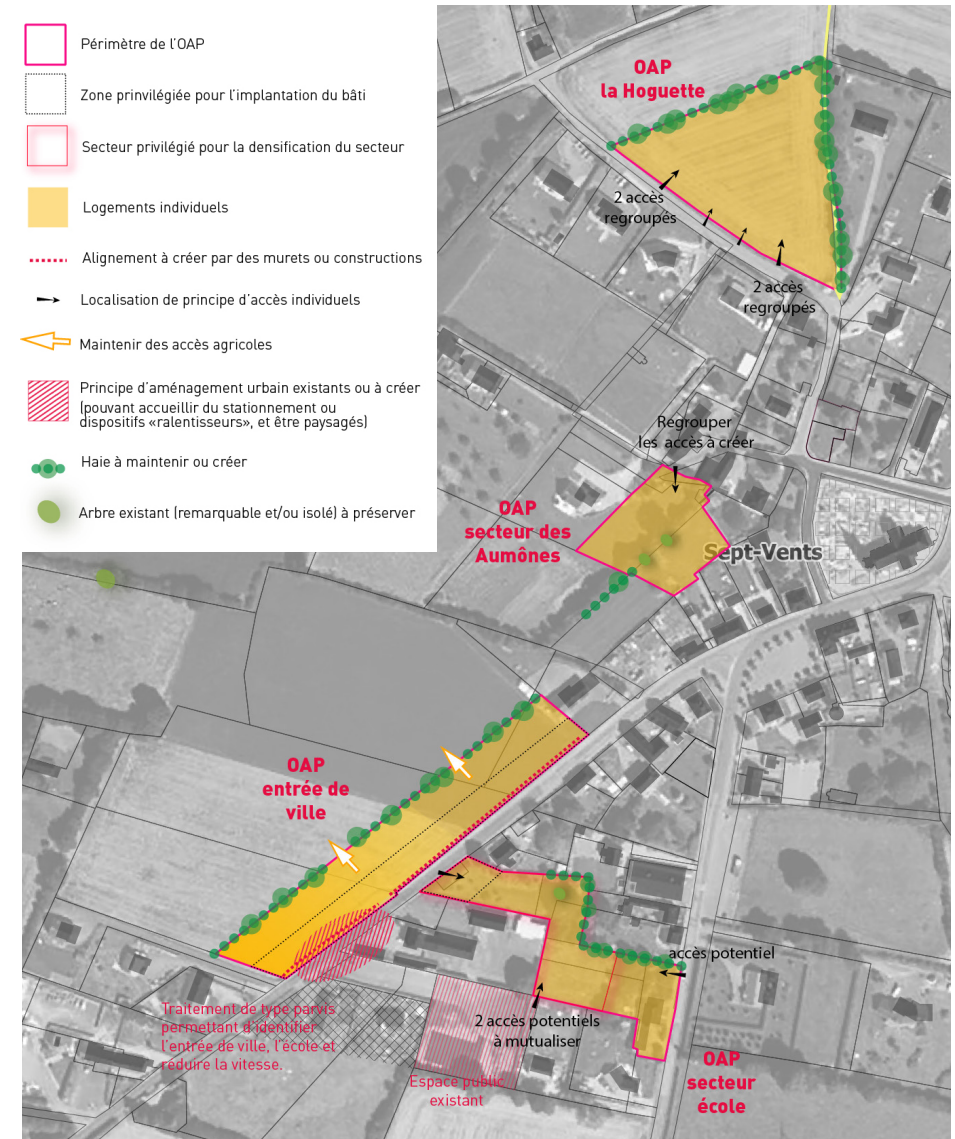 Périmètre de l'OAP
Zone prinvilégiée pour l'implantation du bâti
Secteur privilégié pour la densification du secteur
Logements individuels
Alignement à créer par des murets ou constructions
Localisation de principe d'accès individuels
Maintenir des accès agricoles
Principe d'aménagement urbain existants ou à créer
(pouvant accueillir du stationnement ou
dispositifs «ralentisseurs», et être paysagés)
Haie à maintenir ou créer
Arbre existant (remarquable et/ou isolé) à préserver
OAP
la Hoguette
2 accès
regroupés
2 accès
regroupés
Regrouper
les accès à créer
OAP
secteur des
Aumônes
Sept-Vents
OAP
entrée de
ville
accès potentiel
Traitement de type parvis
permettant d'identifier
l'entrée de ville, l'école et
réduire la vitesse.
2 accès potentiels
à mutualiser
Espace public
existant
OAP
secteur
école